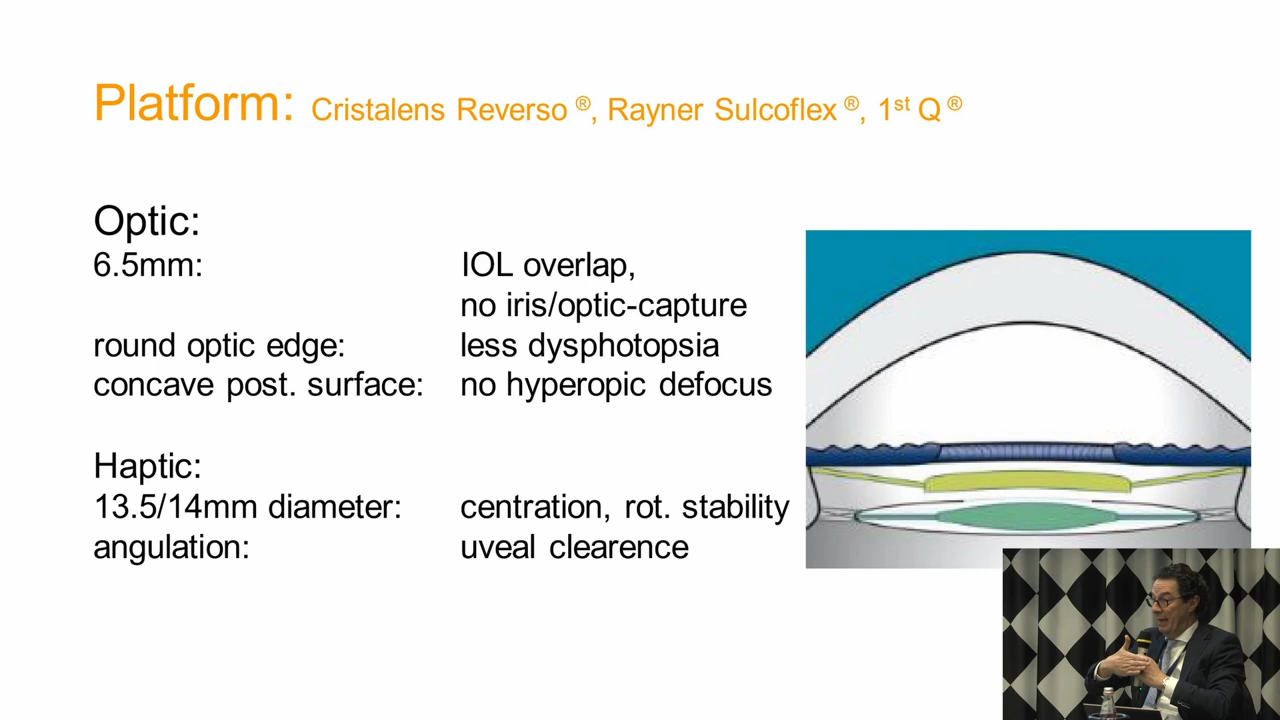 Platform: Cristalens Reverso ®, Rayner Sulcoflex ®, 1st Q ®
Optic:
6.5mm: IOL overlap,
no iris/optic-capture
round optic edge: less dysphotopsia
concave post. surface: no hyperopic defocus
Haptic:
13.5/14mm diameter: centration, rot. stability
angulation: uveal clearence